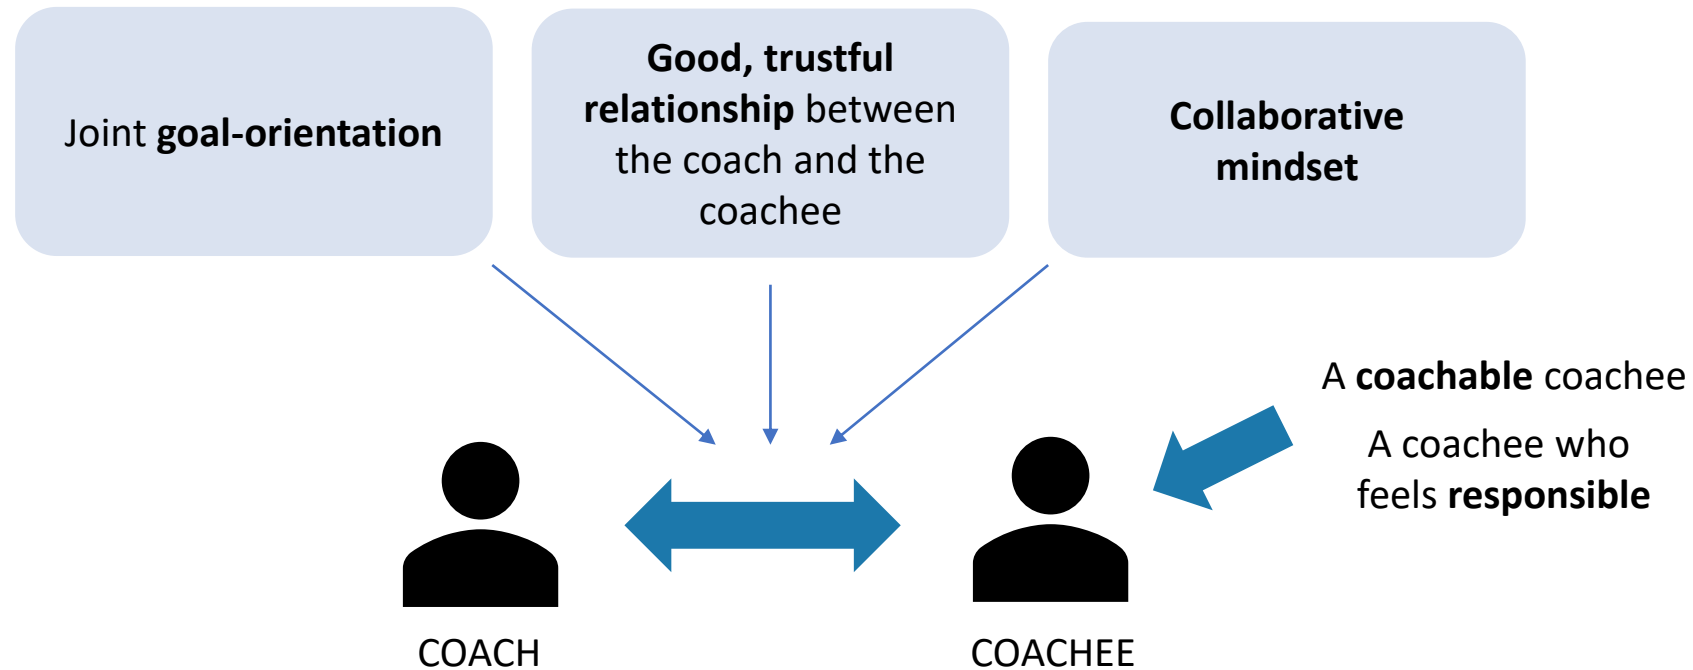 Joint goal-orientation
Good, trustful
relationship between
the coach and the
coachee
Collaborative
mindset
A coachable coachee
A coachee who
feels responsible
COACH
COACHEE